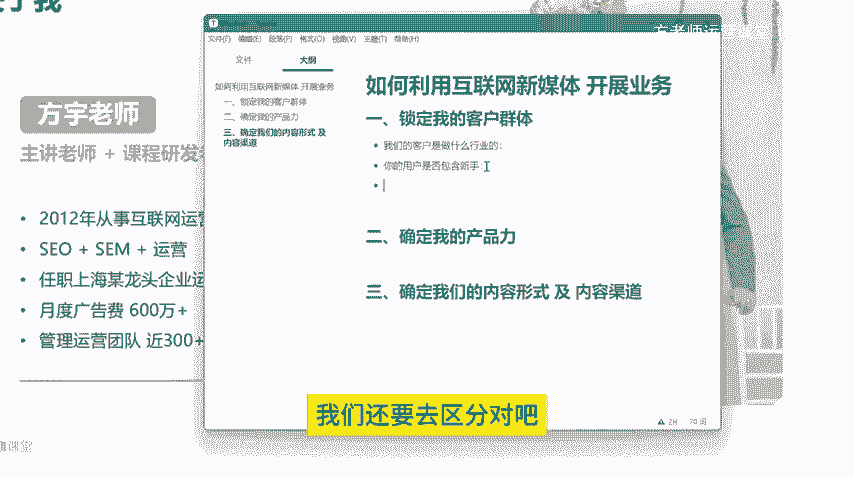 了我
方老师运营课堂
方宇老师
主讲老师 + 课程研发
• 2012年从事互联网运营
• SEO + SEM + 运营
• 任职上海某龙头企业运
• 月度广告费 600万+
• 管理运营团队 近300+
课堂
T
文件(F) 编辑(E) 段落(P) 格式(O) 视图(V) 主题(T) 帮助(H)
文件 大纲
如何利用互联网新媒体 开展业务
一、锁定我的客户群体
二、确定我的产品力
三、确定我们的内容形式 及
内容渠道
如何利用互联网新媒体 开展业务
一、锁定我的客户群体
• 我们的客户是做什么行业的：
• 你的用户是否包含新手：
二、确定我的产品力
三、确定我们的内容形式 及 内容渠道
ZH 70 词
我们还要去区分对吧